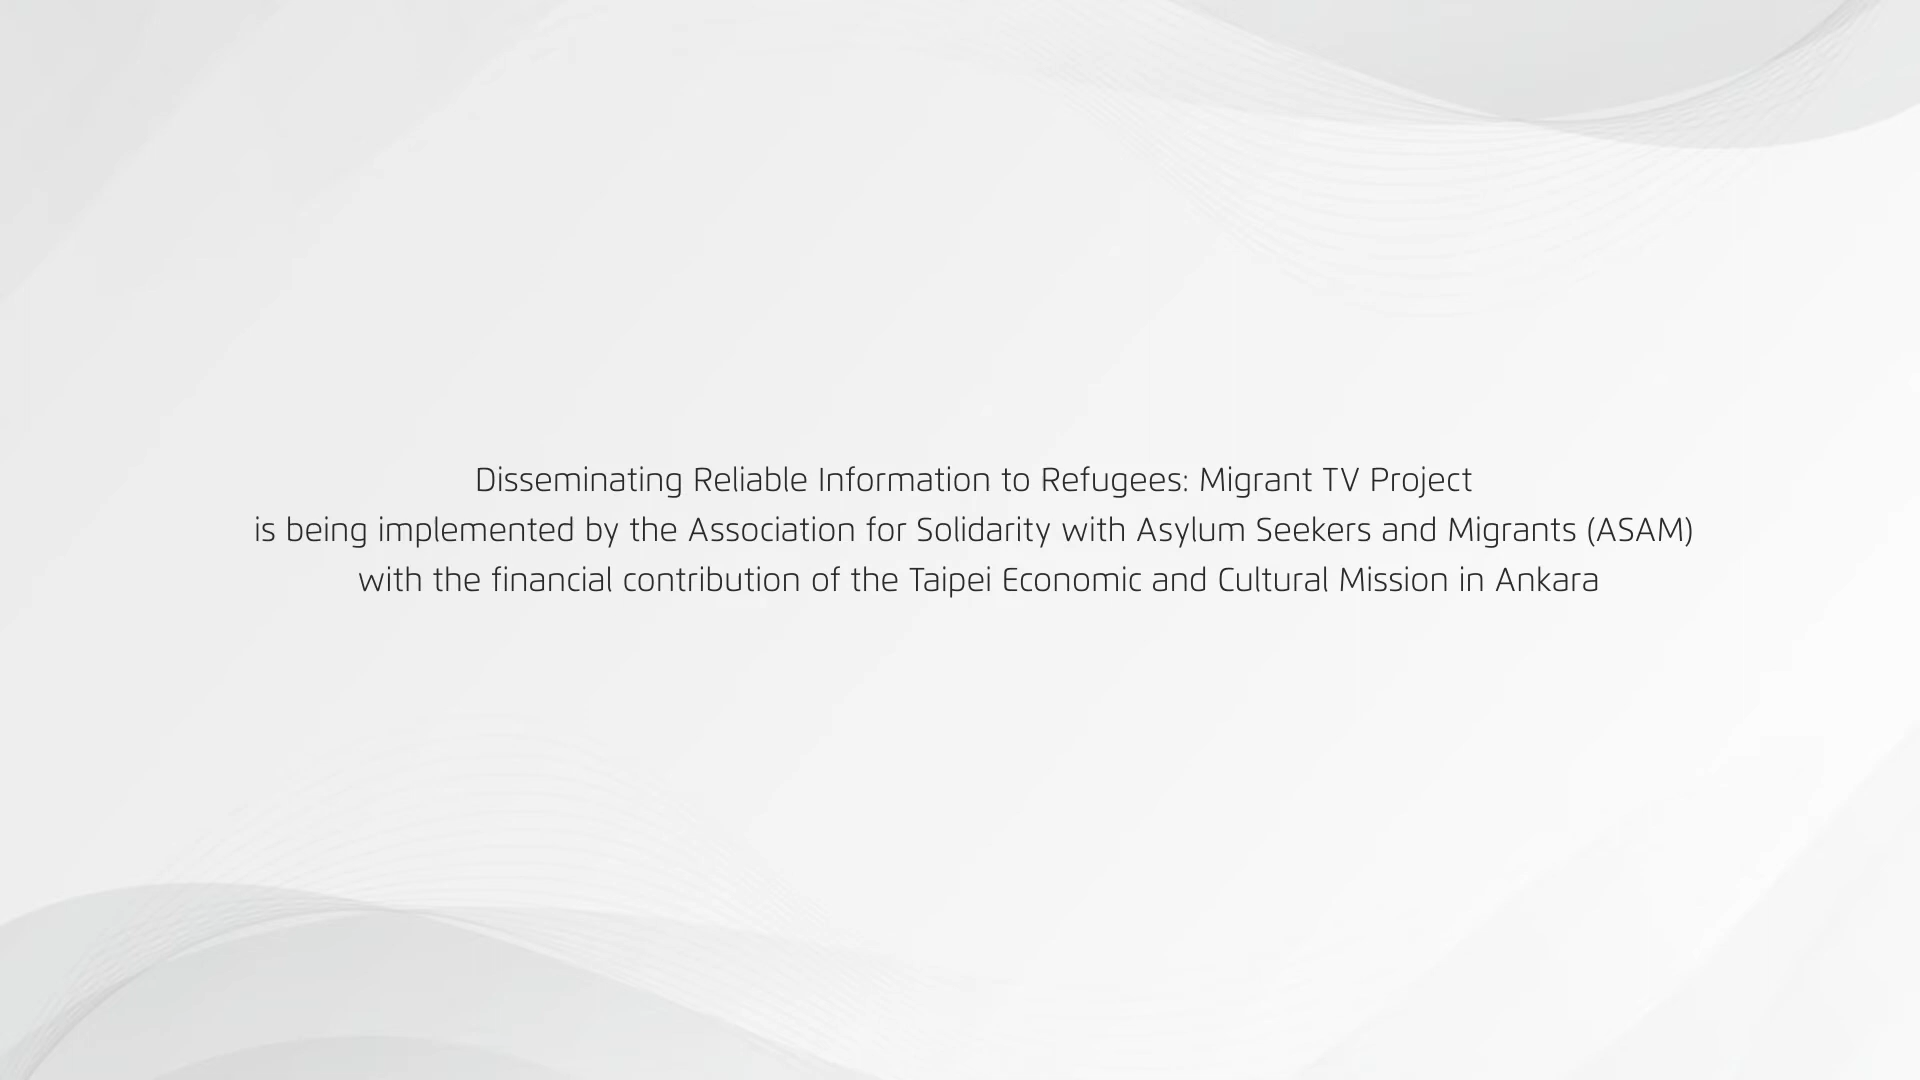 Disseminating Reliable Information to Refugees: Migrant TV Project
is being implemented by the Association for Solidarity with Asylum Seekers and Migrants (ASAM)
with the financial contribution of the Taipei Economic and Cultural Mission in Ankara